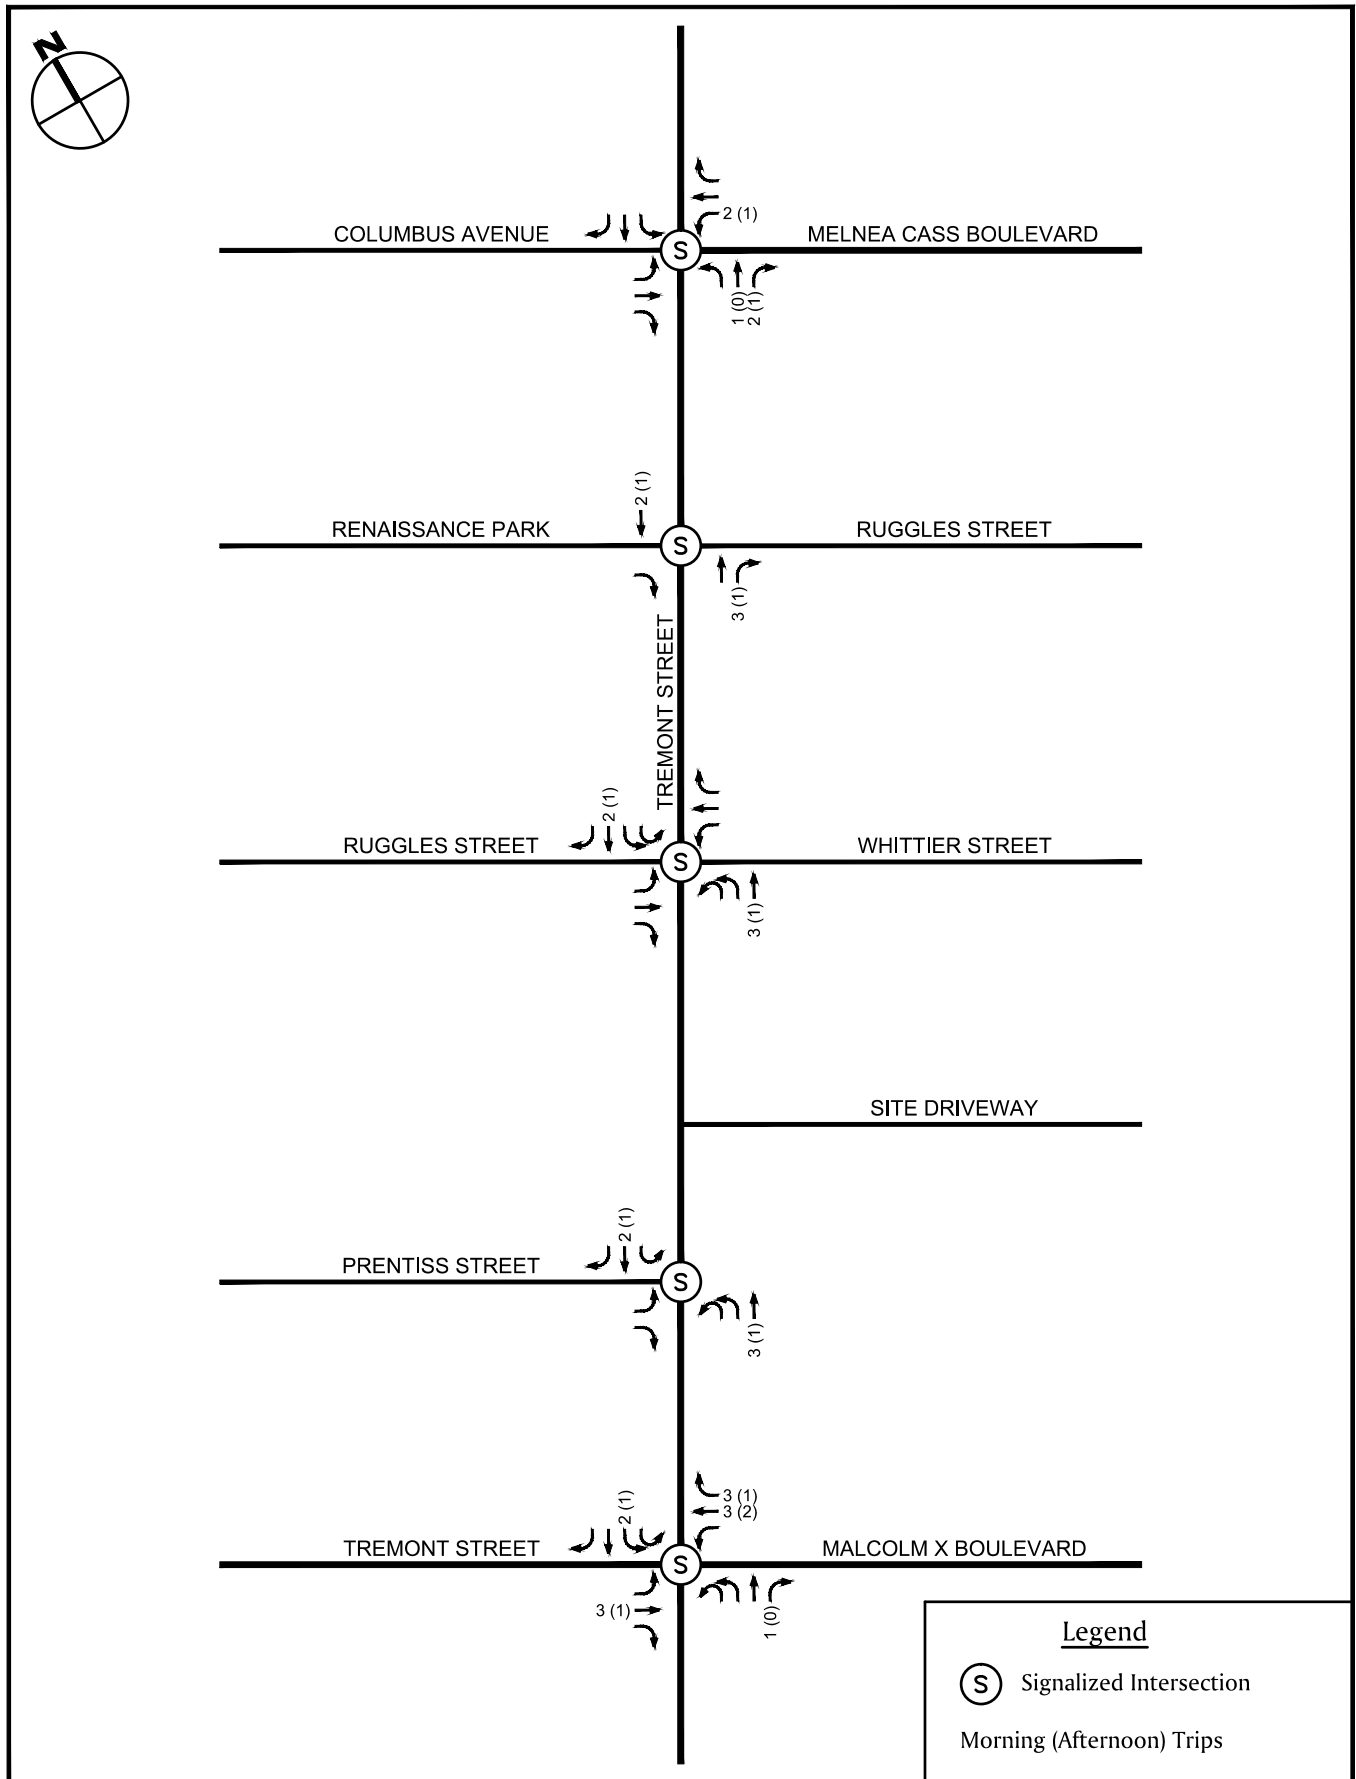 N
2 (1)
COLUMBUS AVENUE
S
MELNEA CASS BOULEVARD
1 (0)
2 (1)
2 (1)
RENAISSANCE PARK
S
RUGGLES STREET
3 (1)
TREMONT STREET
2 (1)
RUGGLES STREET
S
WHITTIER STREET
3 (1)
SITE DRIVEWAY
2 (1)
PRENTISS STREET
S
3 (1)
3 (1)
3 (2)
2 (1)
TREMONT STREET
S
MALCOLM X BOULEVARD
3 (1)
1 (0)
Legend
S Signalized Intersection
Morning (Afternoon) Trips